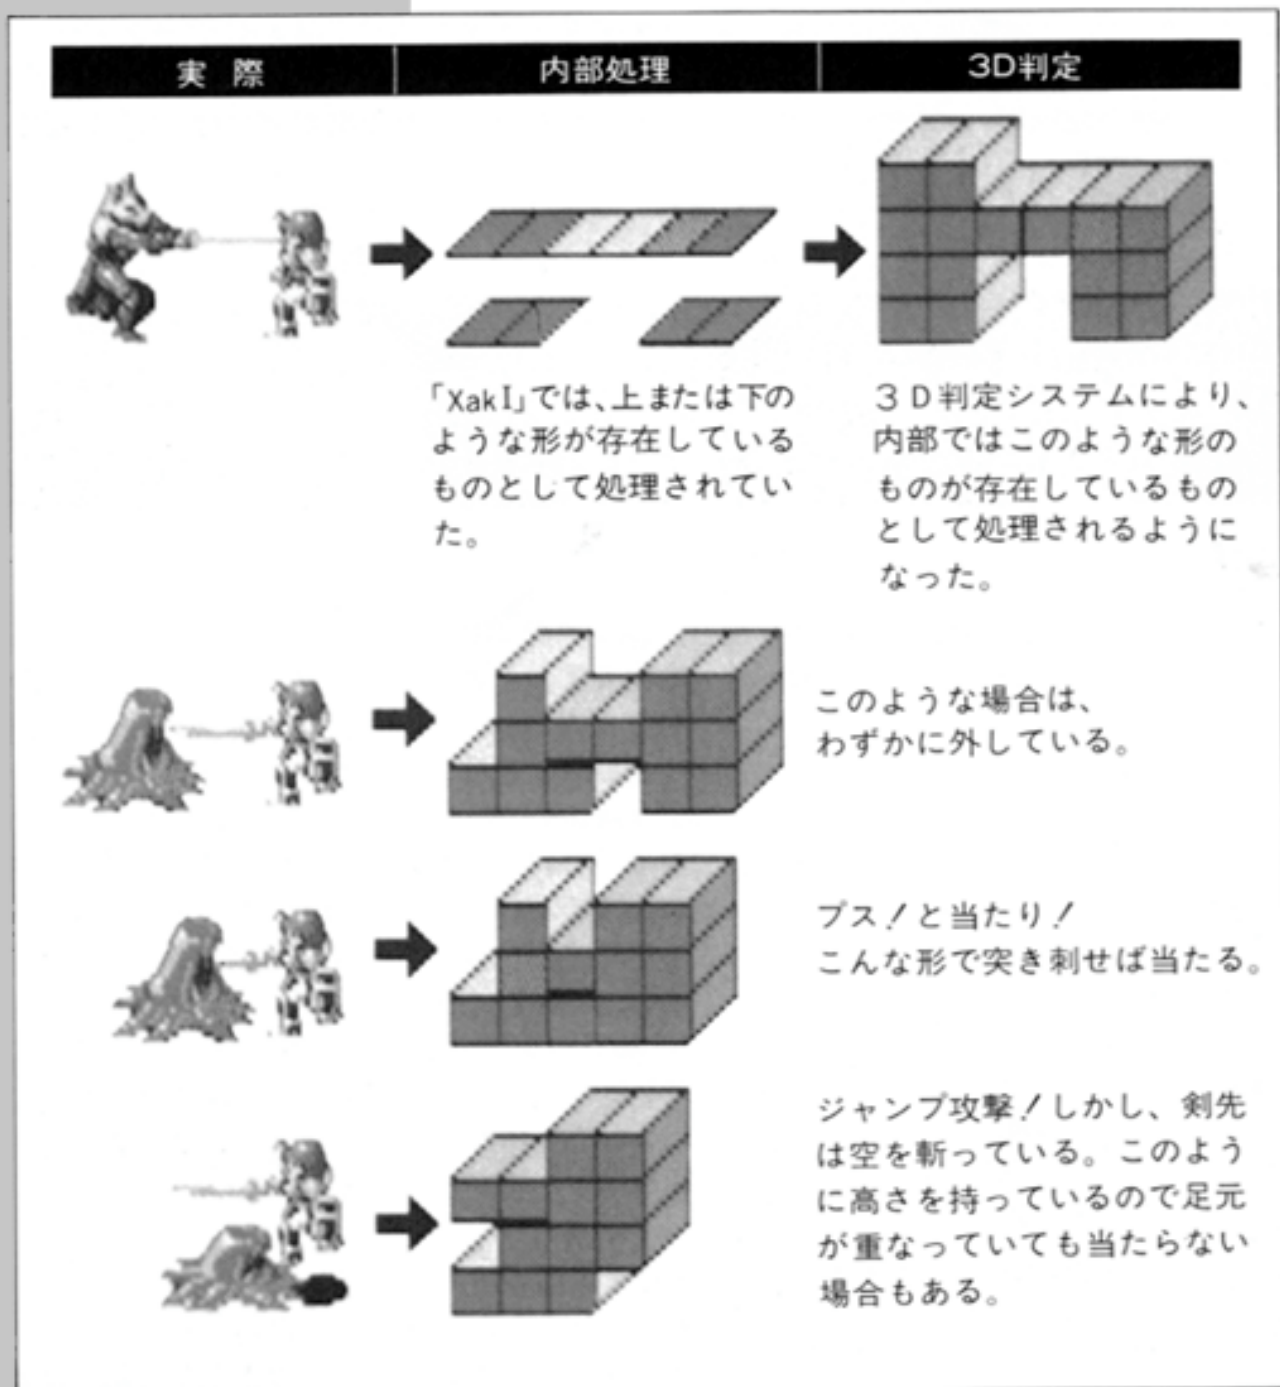 実際
内部処理
3D判定
「XakⅠ」では、上または下の
ような形が存在している
ものとして処理されてい
た。
3D判定システムにより、
内部ではこのような形の
ものが存在しているもの
として処理されるように
なった。
このような場合は、
わずかに外している。
プス!と当たり!
こんな形で突き刺せば当たる。
ジャンプ攻撃!しかし、剣先
は空を斬っている。このよう
に高さを持っているので足元
が重なっていても当たらない
場合もある。